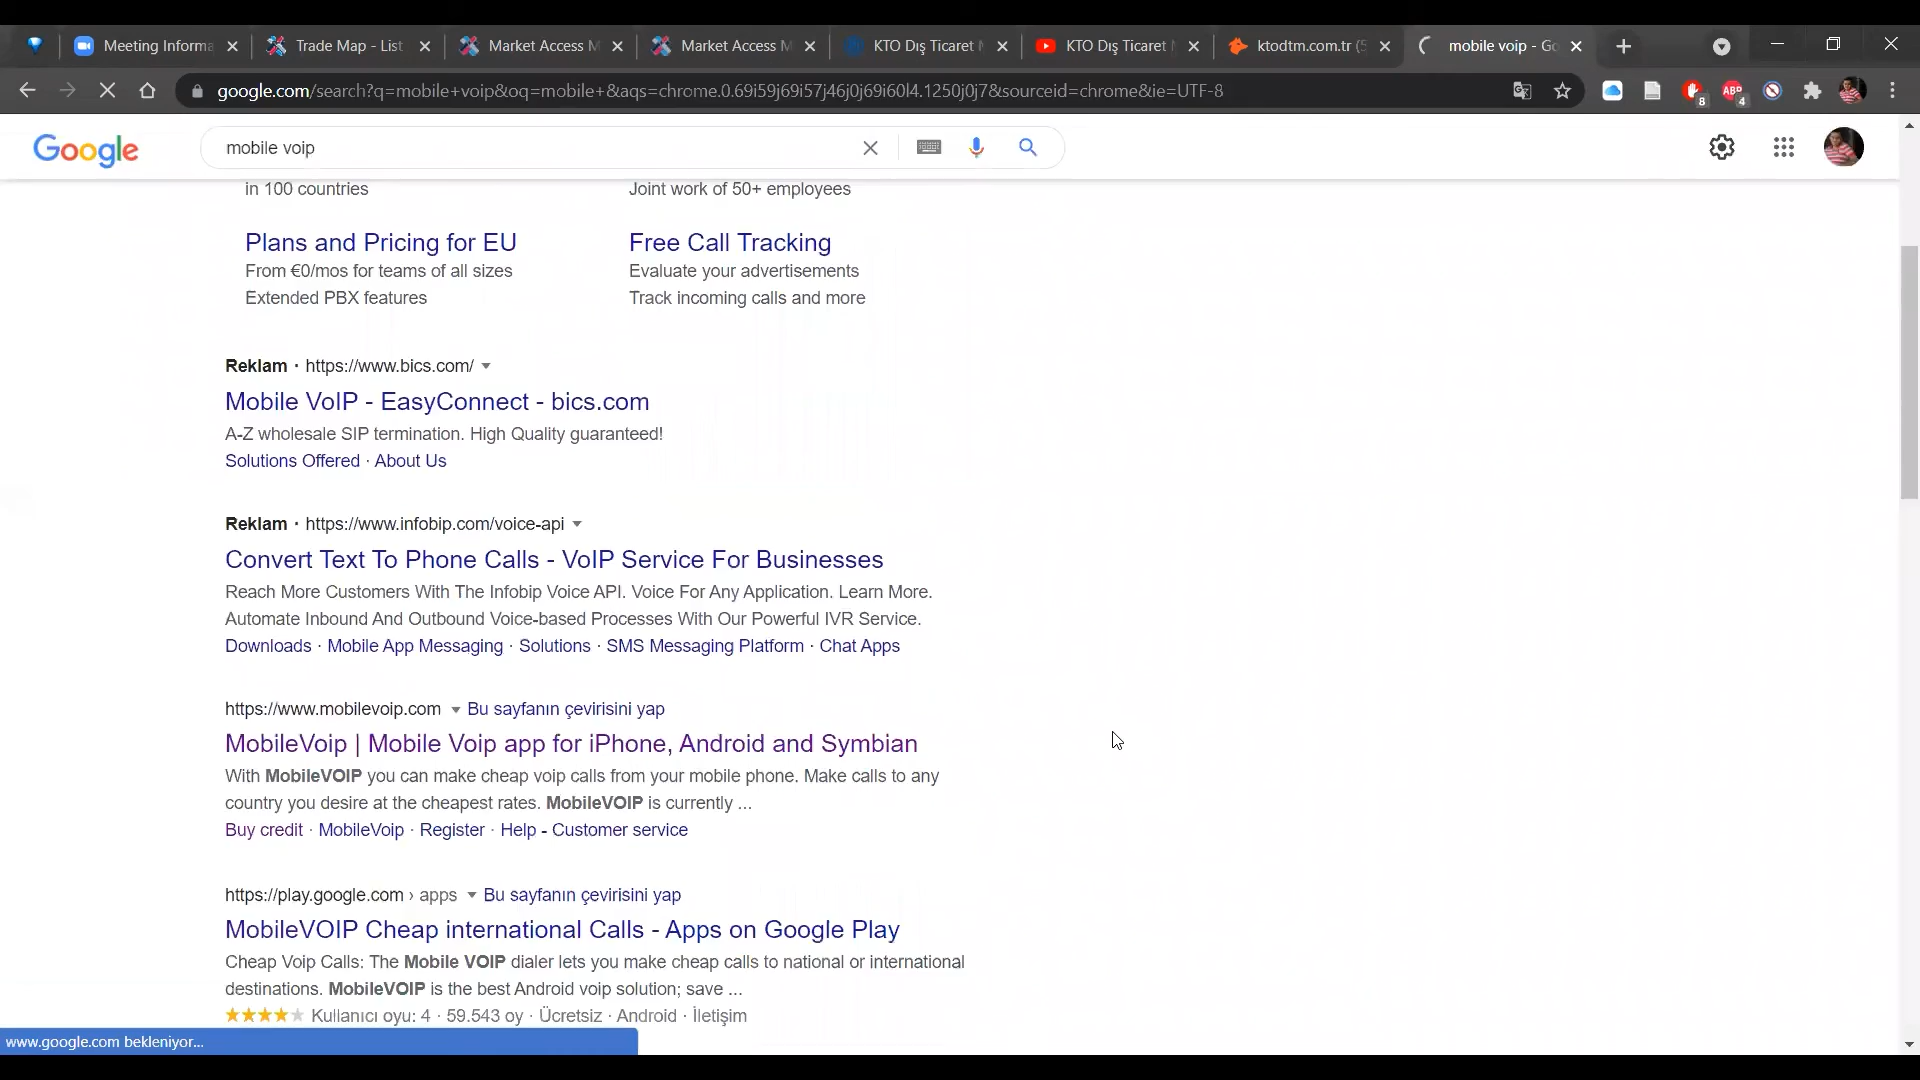 Meeting Informa
Trade Map - List
Market Access M
Market Access M
KTO Dış Ticaret M
KTO Dış Ticaret
ktodtm.com.tr (5
mobile voip - Go
google.com/search?q=mobile+voip&oq=mobile+&aqs=chrome.0.69i59j69i57j46j0j69i60l4.1250j0j7&sourceid=chrome&ie=UTF-8
8
ABP
4
Google
mobile voip
in 100 countries
Joint work of 50+ employees
Plans and Pricing for EU
Free Call Tracking
From €0/mos for teams of all sizes
Evaluate your advertisements
Extended PBX features
Track incoming calls and more
Reklam · https://www.bics.com/
Mobile VoIP - EasyConnect - bics.com
A-Z wholesale SIP termination. High Quality guaranteed!
Solutions Offered · About Us
Reklam · https://www.infobip.com/voice-api
Convert Text To Phone Calls - VoIP Service For Businesses
Reach More Customers With The Infobip Voice API. Voice For Any Application. Learn More.
Automate Inbound And Outbound Voice-based Processes With Our Powerful IVR Service.
Downloads · Mobile App Messaging · Solutions · SMS Messaging Platform · Chat Apps
https://www.mobilevoip.com Bu sayfanın çevirisini yap
MobileVoip | Mobile Voip app for iPhone, Android and Symbian
With MobileVOIP you can make cheap voip calls from your mobile phone. Make calls to any
country you desire at the cheapest rates. MobileVOIP is currently ...
Buy credit · MobileVoip · Register · Help - Customer service
https://play.google.com › apps Bu sayfanın çevirisini yap
MobileVOIP Cheap international Calls - Apps on Google Play
Cheap Voip Calls: The Mobile VOIP dialer lets you make cheap calls to national or international
destinations. MobileVOIP is the best Android voip solution; save ...
Kullanıcı oyu: 4 · 59.543 oy · Ücretsiz · Android · İletişim
www.google.com bekleniyor...